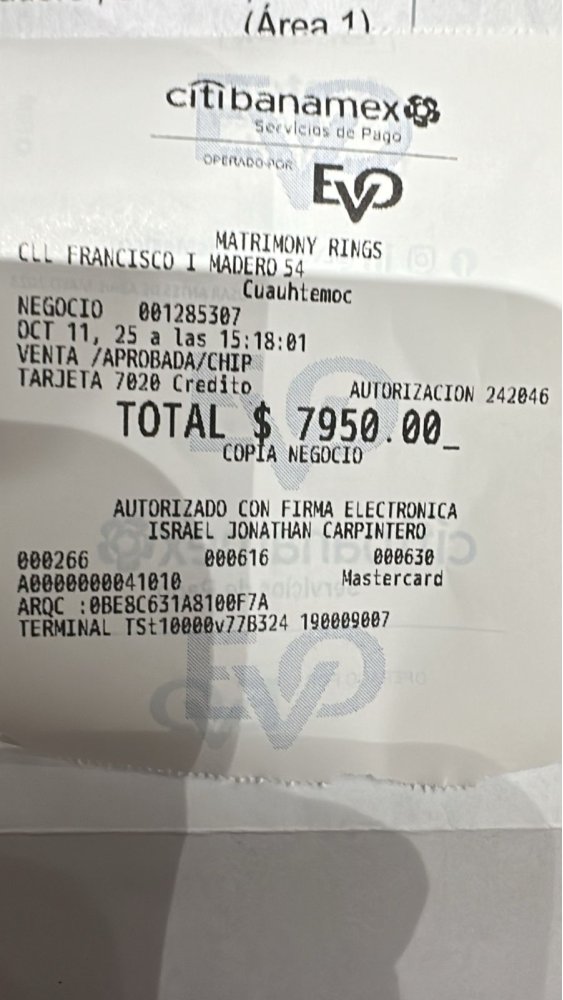 (Área 1)
citibanamex
Servicios de Pago
OPERADO POR
EVO
MATRIMONY RINGS
CLL FRANCISCO I MADERO 54
Cuauhtemoc
NEGOCIO 001285307
OCT 11, 25 a las 15:18:01
VENTA /APROBADA/CHIP
TARJETA 7020 Credito AUTORIZACION 242046
TOTAL $ 7950.00_
COPIA NEGOCIO
AUTORIZADO CON FIRMA ELECTRONICA
ISRAEL JONATHAN CARPINTERO
000266 000616 000630
A0000000041010 Mastercard
ARQC :0BE8C631A8100F7A
TERMINAL TSt10000v77B324 190009007